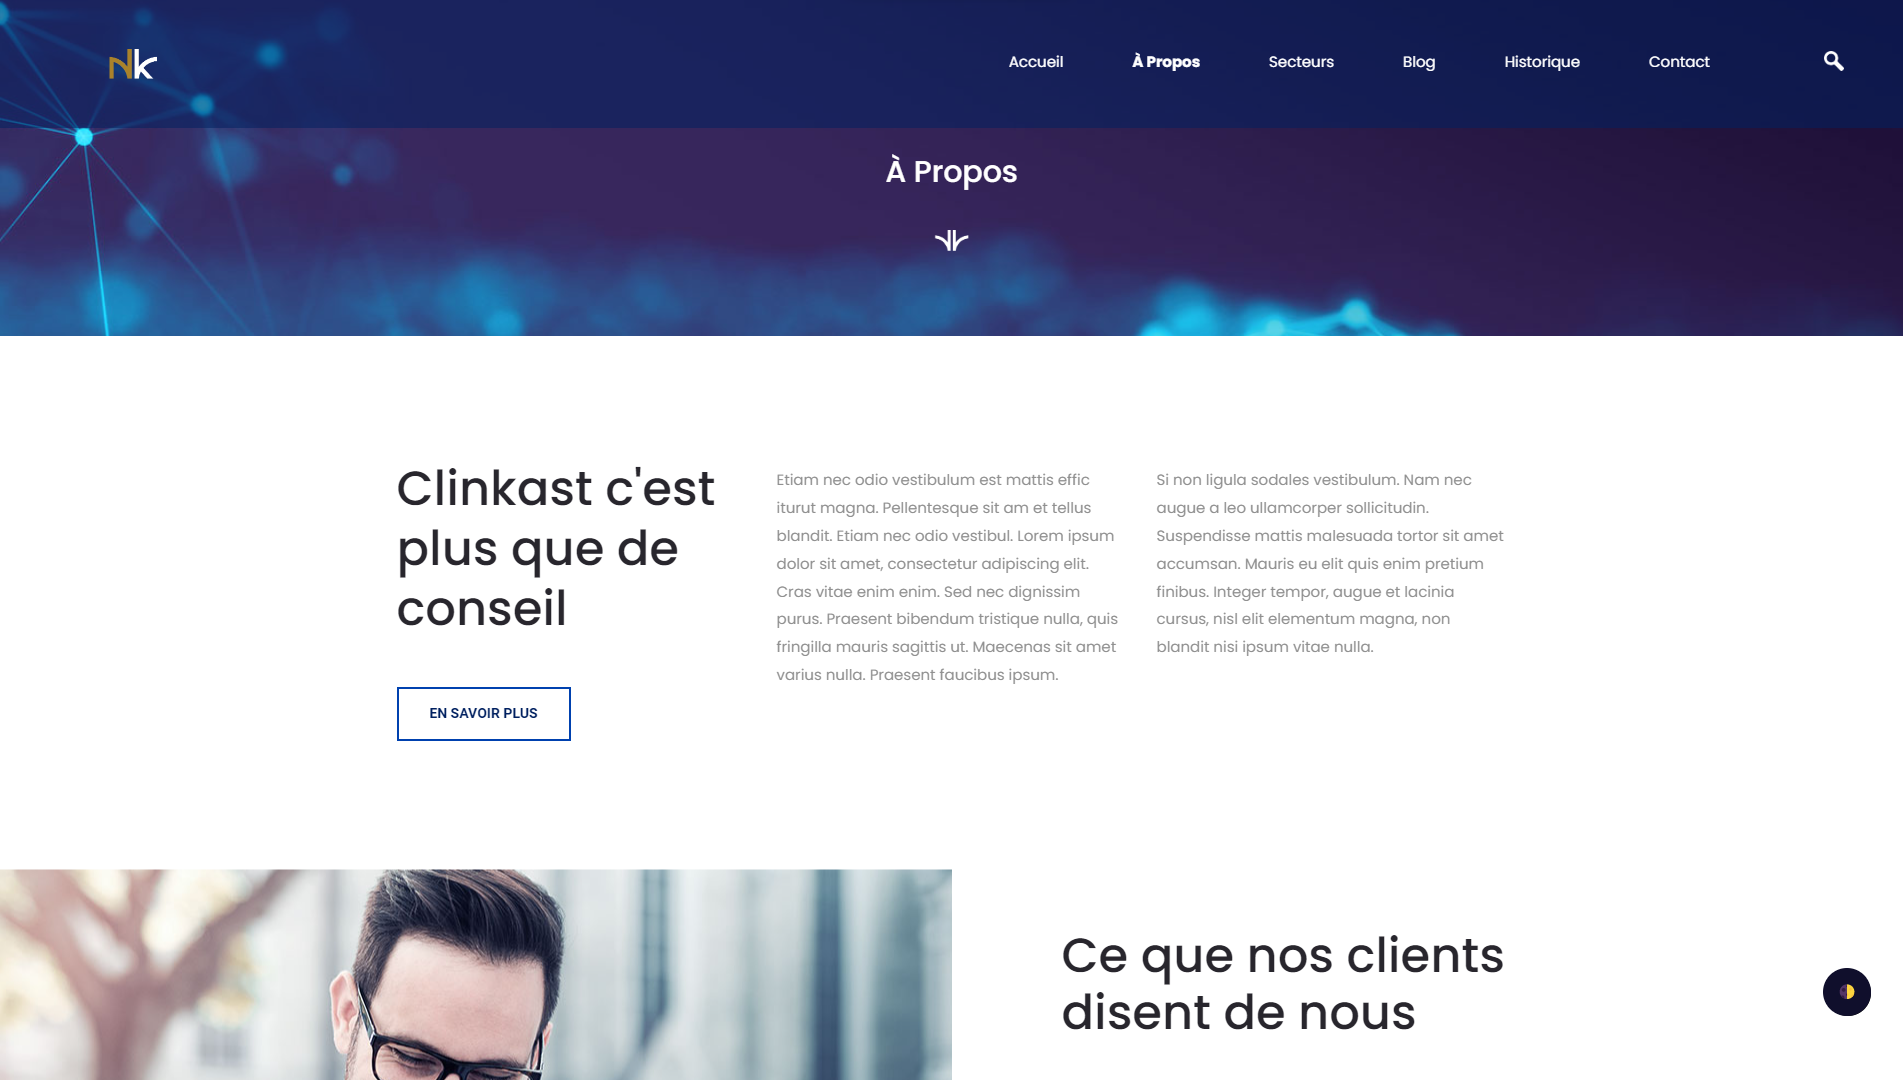 nk
Accueil
À Propos
Secteurs
Blog
Historique
Contact
À Propos
Clinkast c'est
plus que de
conseil
EN SAVOIR PLUS
Etiam nec odio vestibulum est mattis effic
iturut magna. Pellentesque sit am et tellus
blandit. Etiam nec odio vestibul. Lorem ipsum
dolor sit amet, consectetur adipiscing elit.
Cras vitae enim enim. Sed nec dignissim
purus. Praesent bibendum tristique nulla, quis
fringilla mauris sagittis ut. Maecenas sit amet
varius nulla. Praesent faucibus ipsum.
Si non ligula sodales vestibulum. Nam nec
augue a leo ullamcorper sollicitudin.
Suspendisse mattis malesuada tortor sit amet
accumsan. Mauris eu elit quis enim pretium
finibus. Integer tempor, augue et lacinia
cursus, nisl elit elementum magna, non
blandit nisi ipsum vitae nulla.
Ce que nos clients
disent de nous